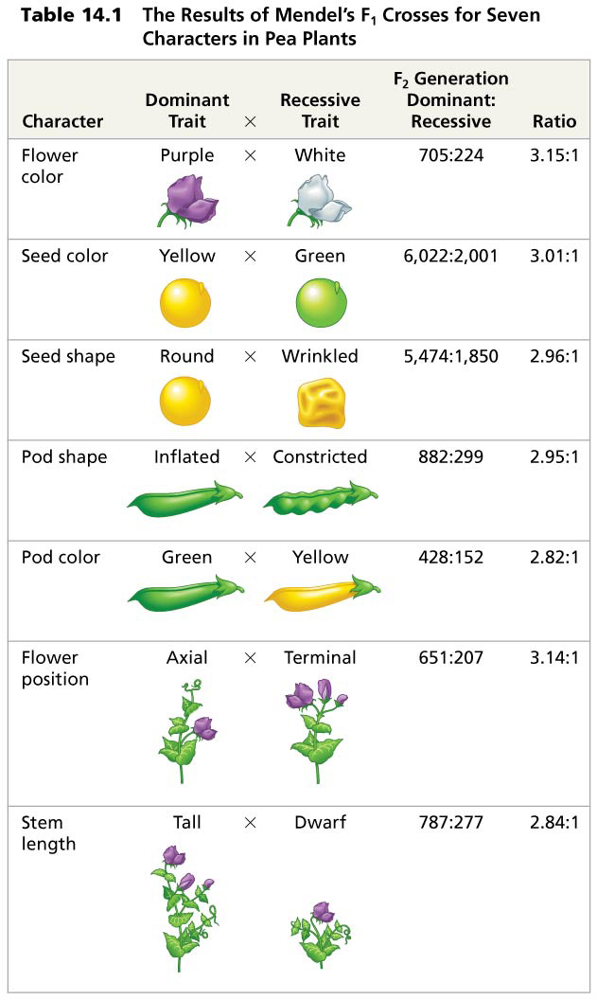 Table 14.1 The Results of Mendel's F₁ Crosses for Seven
Characters in Pea Plants
F₂ Generation
Dominant Recessive Dominant:
Character Trait × Trait Recessive Ratio
Flower Purple × White 705:224 3.15:1
color
Seed color Yellow × Green 6,022:2,001 3.01:1
Seed shape Round × Wrinkled 5,474:1,850 2.96:1
Pod shape Inflated × Constricted 882:299 2.95:1
Pod color Green × Yellow 428:152 2.82:1
Flower Axial × Terminal 651:207 3.14:1
position
Stem Tall × Dwarf 787:277 2.84:1
length